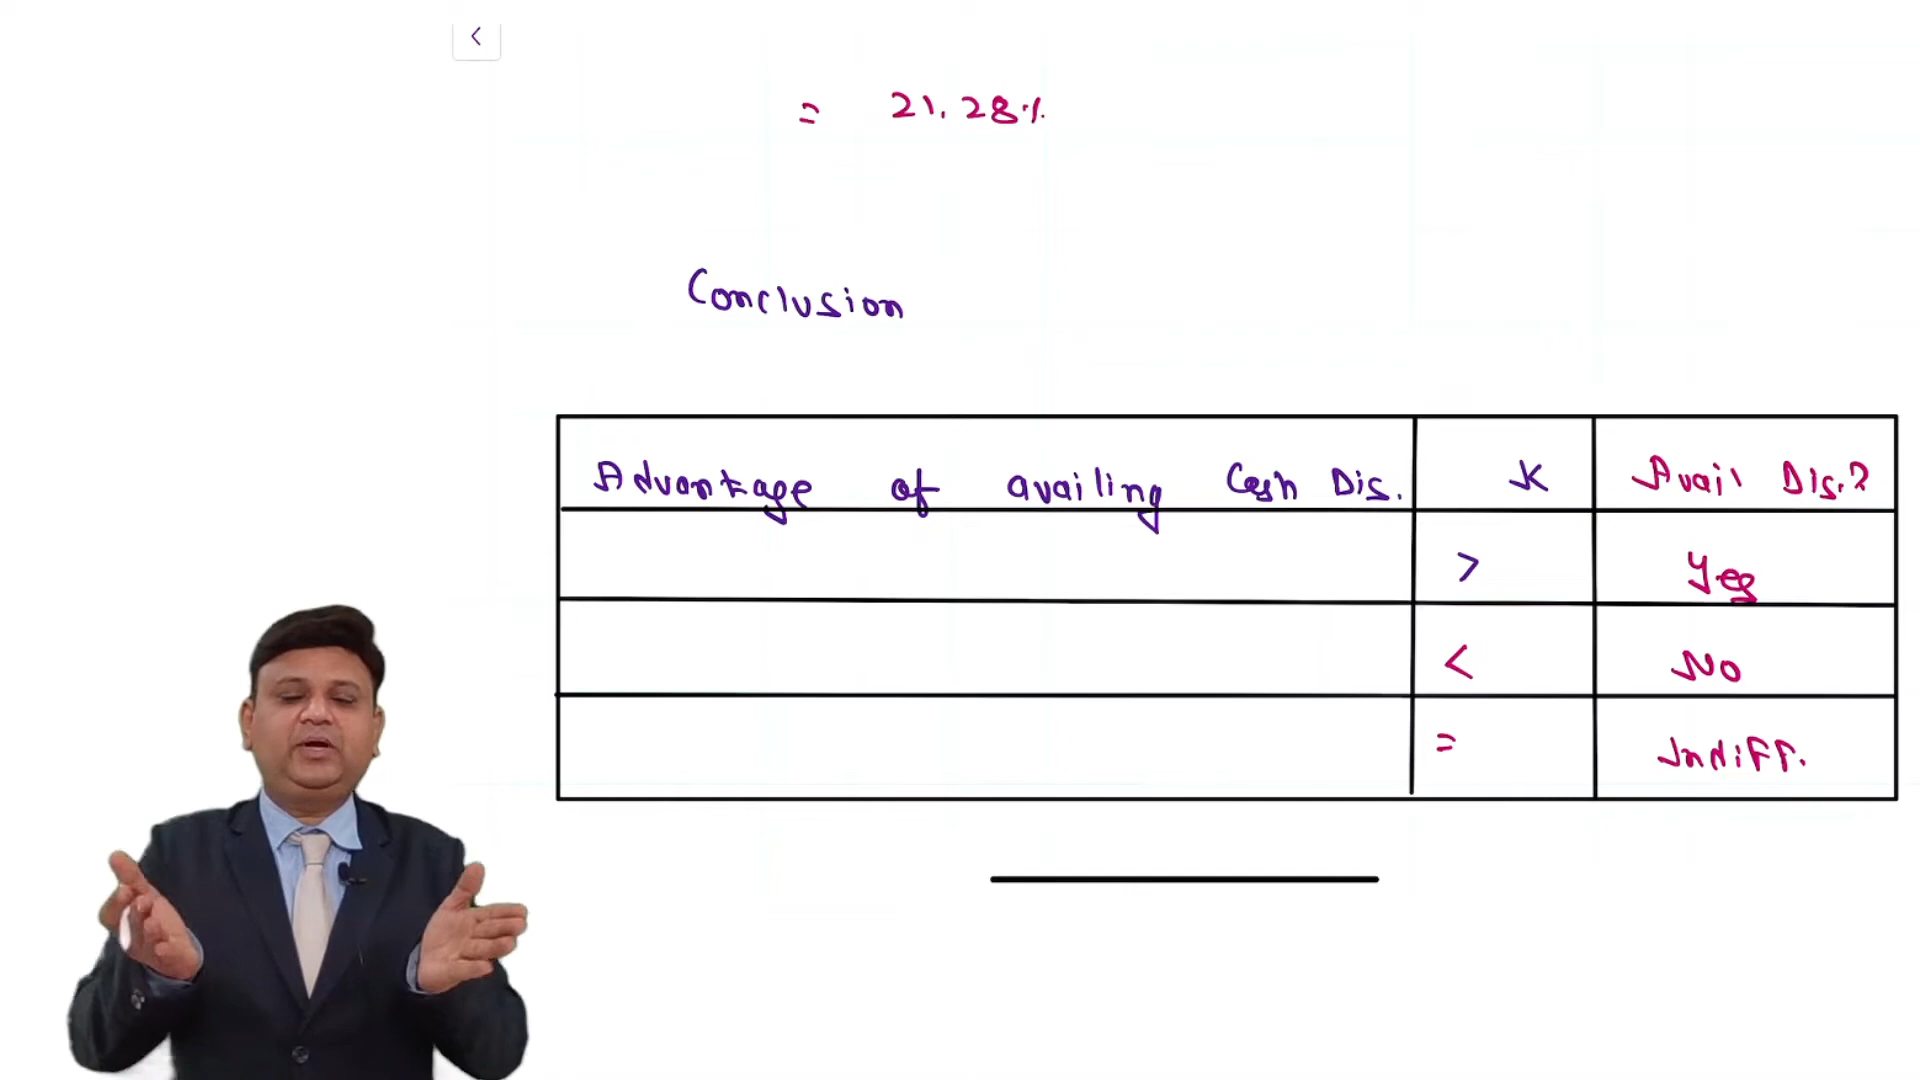 = 21.28%
Conclusion
Advantage of availing Cash Dis. K Avail Dis.?
> Yes
< No
= Indiff.